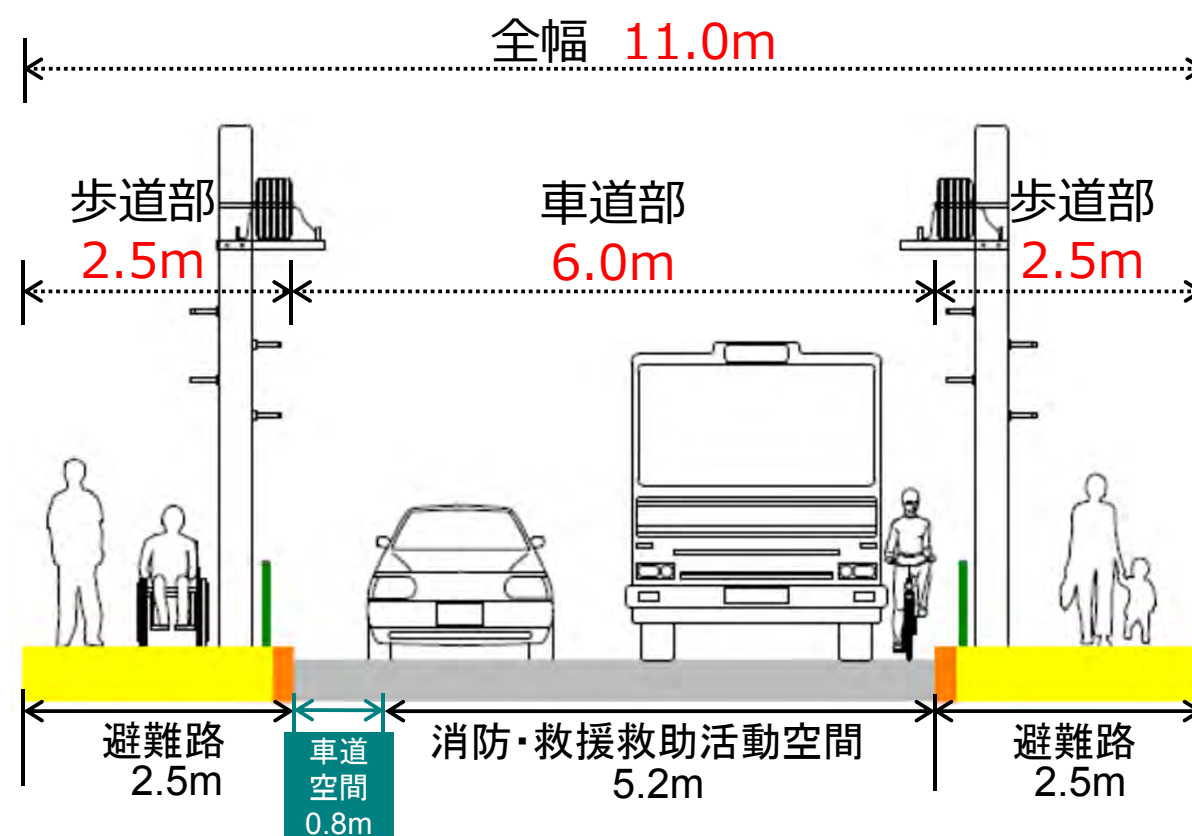 全幅 11.0m
歩道部
2.5m
車道部
6.0m
歩道部
2.5m
避難路
2.5m
車道
空間
0.8m
消防・救援救助活動空間
5.2m
避難路
2.5m